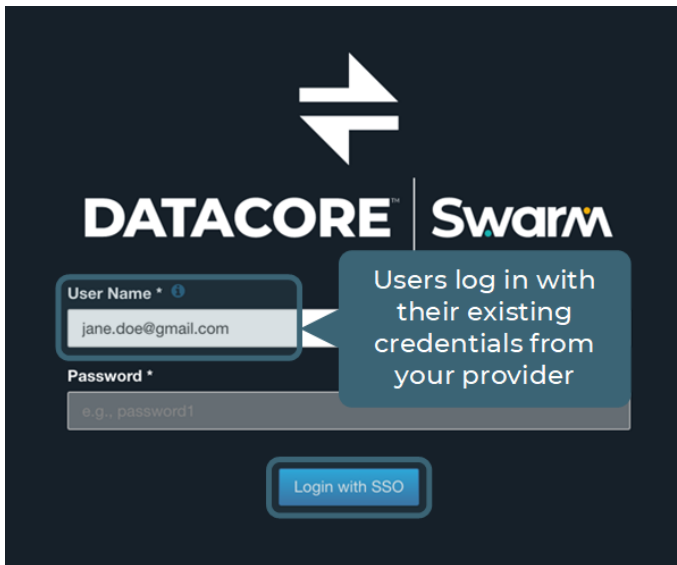 DATACORE™ Swarm
User Name *
jane.doe@gmail.com
Users log in with
their existing
credentials from
your provider
Password *
e.g., password1
Login with SSO